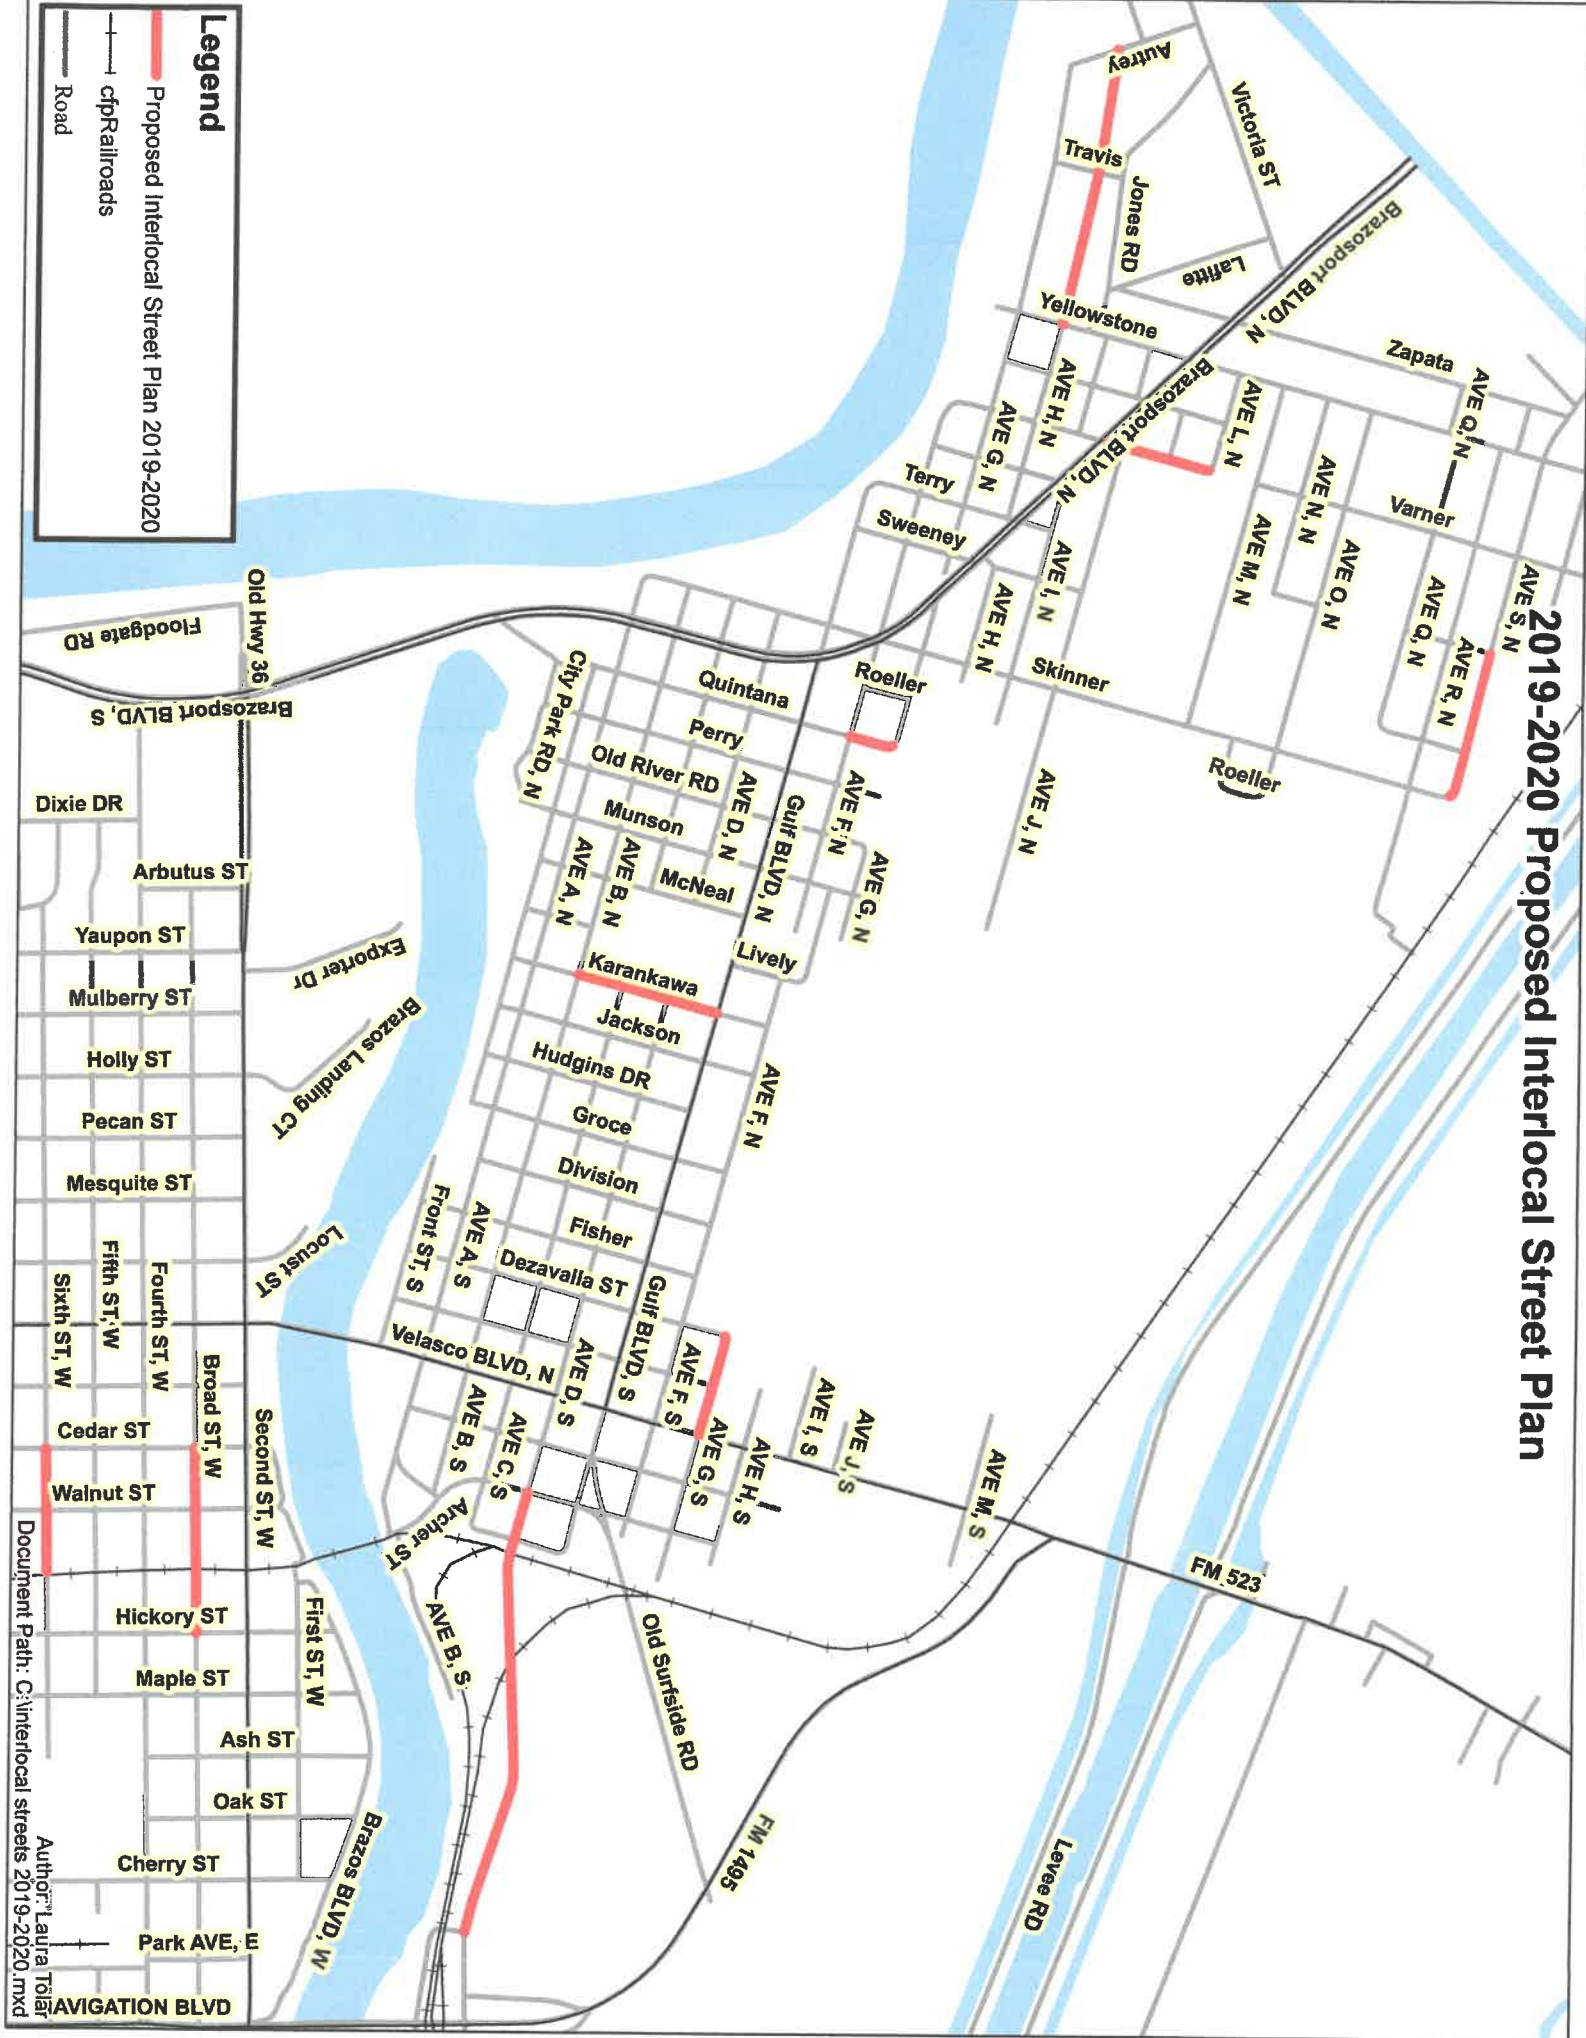 2019-2020 Proposed Interlocal Street Plan
Legend
Proposed Interlocal Street Plan 2019-2020
cfpRailroads
Road
Autrey
Victoria ST
Travis
Jones RD
Lafitte
Brazosport BLVD, N
Yellowstone
Zapata
AVE Q, N
Brazosport BLVD, N
AVE H, N
AVE G, N
AVE L, N
Terry
Sweeney
AVE N, N
Varner
AVE M, N
AVE O, N
AVE I, N
AVE H, N
AVE S, N
AVE Q, N
AVE R, N
Skinner
Roeller
Roeller
AVE J, N
Old Hwy 36
Floodgate RD
Brazosport BLVD, S
City Park RD, N
Quintana
Perry
Old River RD
Munson
AVE D, N
McNeal
Gulf BLVD, N
AVE F, N
AVE G, N
AVE A, N
AVE B, N
Lively
Karankawa
Jackson
Hudgins DR
Groce
Division
Fisher
Dezavalla ST
AVE F, N
Dixie DR
Arbutus ST
Yaupon ST
Mulberry ST
Holly ST
Pecan ST
Mesquite ST
Exporter Dr
Brazos Landing CT
Locust ST
Front ST, S
AVE A, S
Velasco BLVD, N
AVE D, S
Gulf BLVD, S
AVE F, S
AVE B, S
AVE C, S
AVE G, S
AVE H, S
AVE I, S
AVE J, S
AVE M, S
FM 523
Archer ST
AVE B, S
Old Surfside RD
FM 1495
Levee RD
Sixth ST, W
Fifth ST, W
Fourth ST, W
Broad ST, W
Second ST, W
First ST, W
Cedar ST
Walnut ST
Hickory ST
Maple ST
Ash ST
Oak ST
Cherry ST
Park AVE, E
Brazos BLVD, W
AVIGATION BLVD
Author: Laura Tolar
Document Path: C:\interlocal streets 2019-2020.mxd